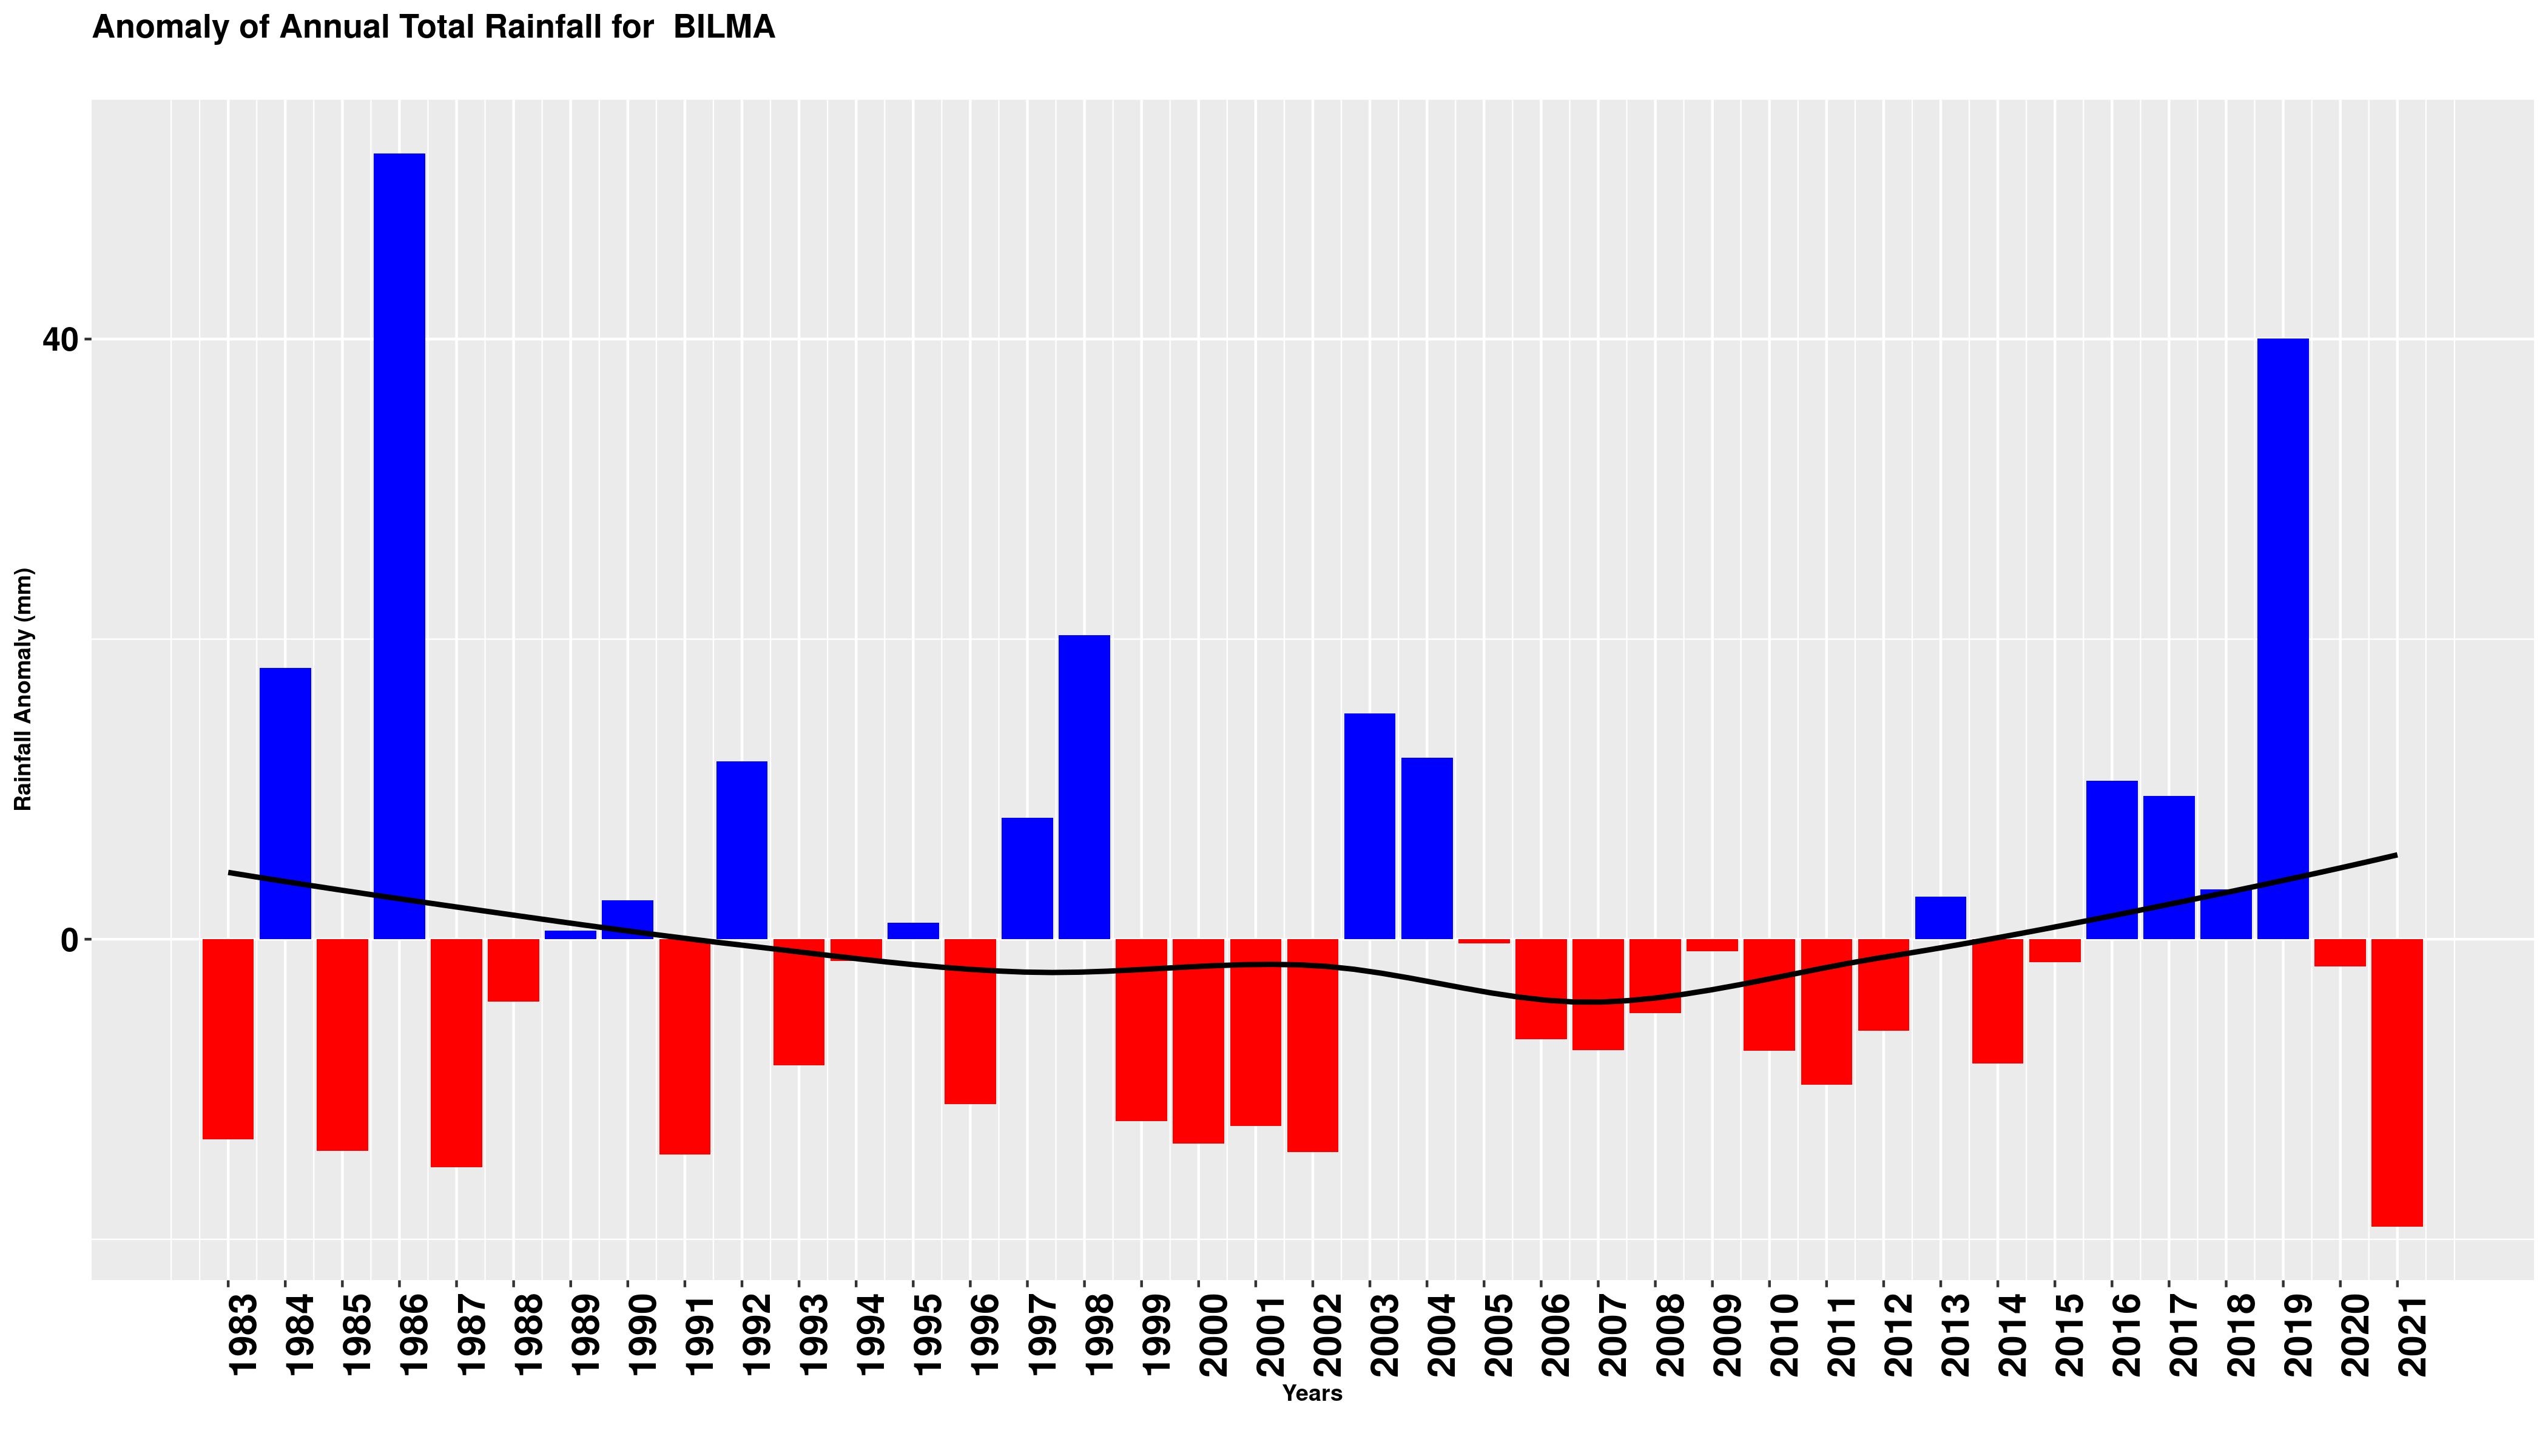 Anomaly of Annual Total Rainfall for  BILMA
Rainfall Anomaly (mm)
40
0
1983 1984 1985 1986 1987 1988 1989 1990 1991 1992 1993 1994 1995 1996 1997 1998 1999 2000 2001 2002 2003 2004 2005 2006 2007 2008 2009 2010 2011 2012 2013 2014 2015 2016 2017 2018 2019 2020 2021
Years